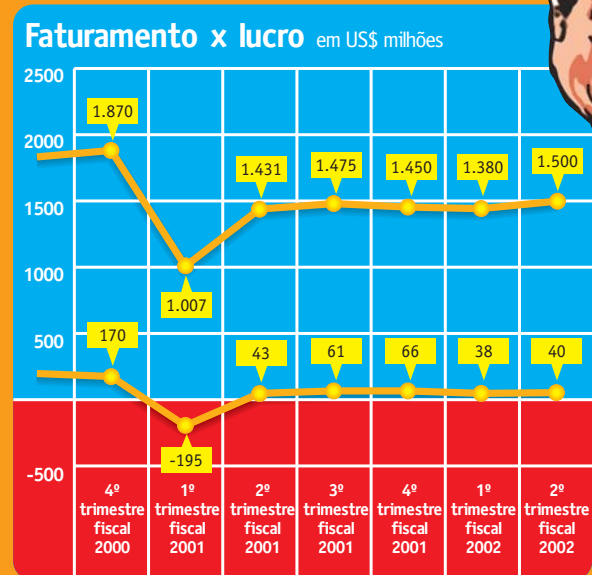 Faturamento x lucro em US$ milhões
2500
2000
1500
1000
500
-500
1.870
1.007
1.431
1.475
1.450
1.380
1.500
170
-195
43
61
66
38
40
4º
trimestre
fiscal
2000
1º
trimestre
fiscal
2001
2º
trimestre
fiscal
2001
3º
trimestre
fiscal
2001
4º
trimestre
fiscal
2001
1º
trimestre
fiscal
2002
2º
trimestre
fiscal
2002